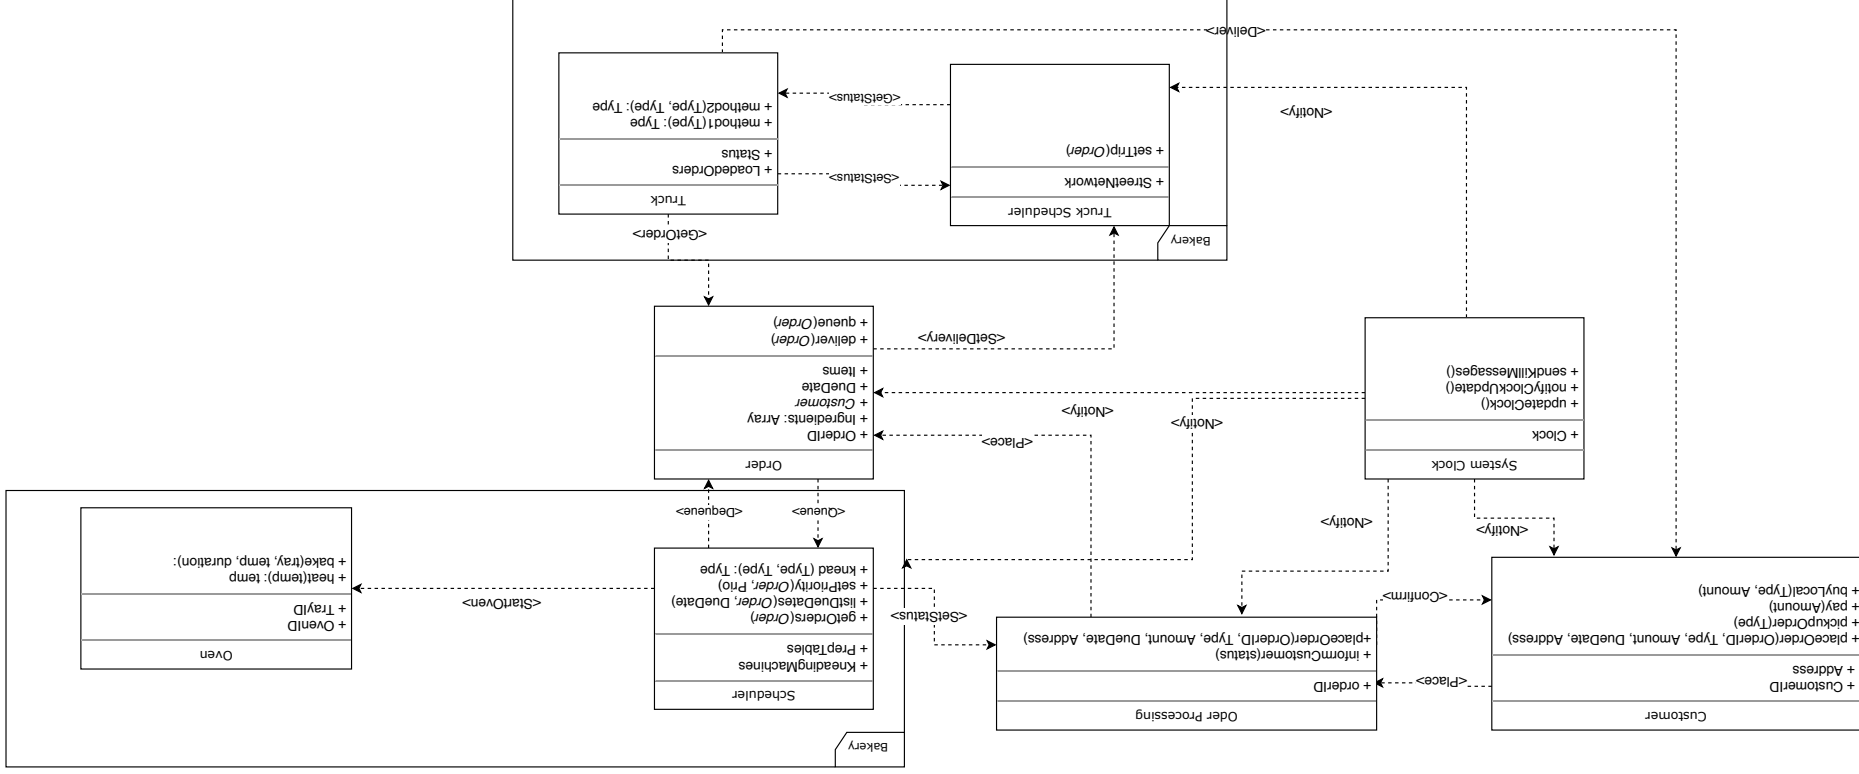 Bakery
Customer
+ CustomerID
+ Address
+ placeOrder(OrderID, Type, Amount, DueDate, Address)
+ pickupOrder(Type)
+ pay(Amount)
+ buyLocal(Type, Amount)
<Place>
<Confirm>
Oder Processing
+ orderID
+ informCustomer(status)
+placeOrder(OrderID, Type, Amount, DueDate, Address)
<SetStatus>
Scheduler
+ KneadingMachines
+ PrepTables
+ getOrders(Order)
+ listDueDates(Order, DueDate)
+ setPriority(Order, Prio)
+ knead (Type, Type): Type
<StartOven>
Oven
+ OvenID
+ TrayID
+ heat(temp): temp
+ bake(tray, temp, duration):
<Notify>
<Notify>
<Queue>
<Dequeue>
System Clock
+ Clock
+ updateClock()
+ notifyClockUpdate()
+ sendKillMessages()
<Place>
<Notify>
<Notify>
Order
+ OrderID
+ Ingredients: Array
+ Customer
+ DueDate
+ Items
+ deliver(Order)
+ queue(Order)
<SetDelivery>
Bakery
<GetOrder>
Truck Scheduler
+ StreetNetwork
+ setTrip(Order)
<SetStatus>
<GetStatus>
Truck
+ LoadedOrders
+ Status
+ method1(Type): Type
+ method2(Type, Type): Type
<Notify>
<Deliver>